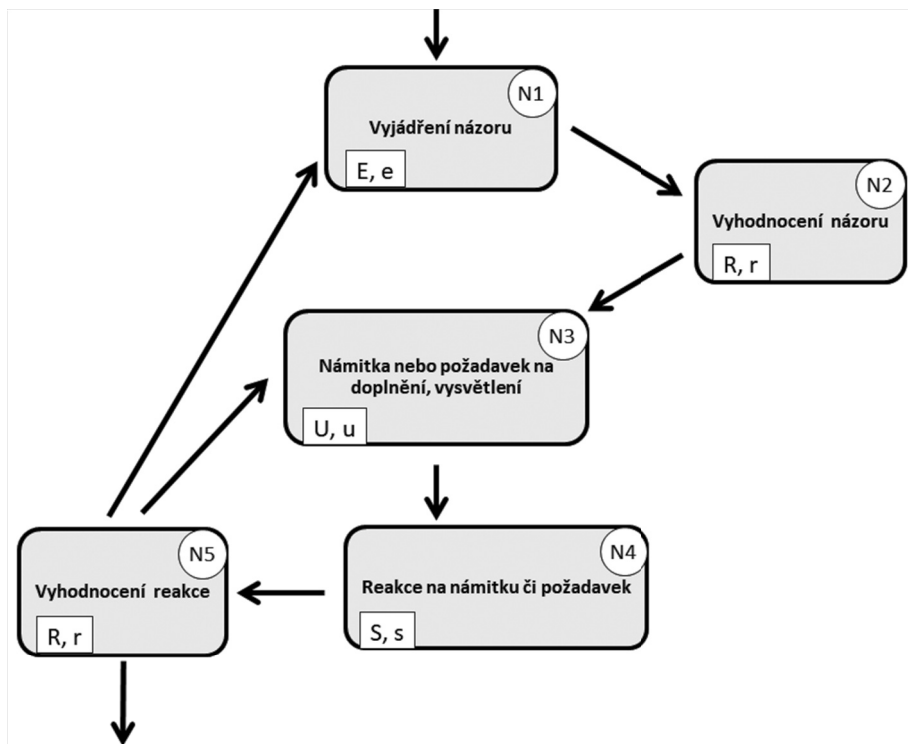 N1
Vyjádření názoru
E, e
N2
Vyhodnocení názoru
R, r
N3
Námitka nebo požadavek na
doplnění, vysvětlení
U, u
N5
Vyhodnocení reakce
R, r
N4
Reakce na námitku či požadavek
S, s